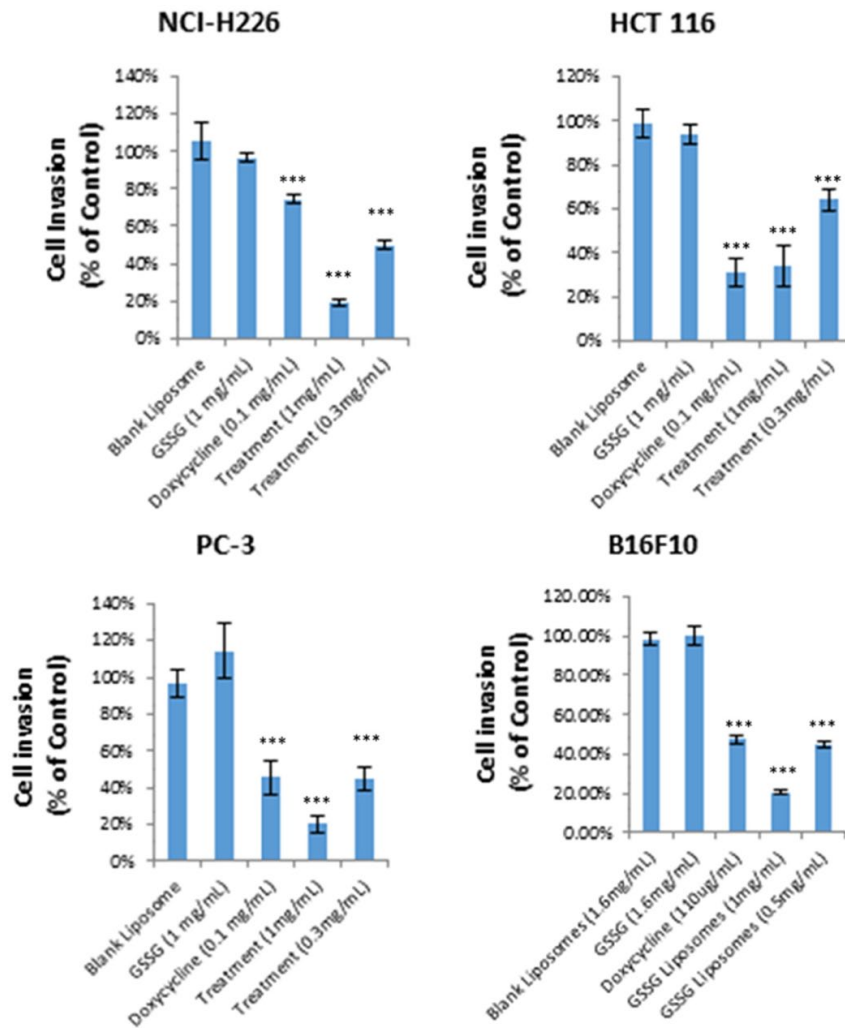 NCI-H226
Cell Invasion
(% of Control)
140%
120%
100%
80%
60%
40%
20%
0%
***
***
***
Blank Liposome
GSSG (1 mg/mL)
Doxycycline (0.1 mg/mL)
Treatment (1mg/mL)
Treatment (0.3mg/mL)
HCT 116
Cell invasion
(% of Control)
120%
100%
80%
60%
40%
20%
0%
***
***
***
Blank Liposome
GSSG (1 mg/mL)
Doxycycline (0.1 mg/mL)
Treatment (1mg/mL)
Treatment (0.3mg/mL)
PC-3
Cell invasion
(% of Control)
140%
120%
100%
80%
60%
40%
20%
0%
***
***
***
Blank Liposome
GSSG (1 mg/mL)
Doxycycline (0.1 mg/mL)
Treatment (1mg/mL)
Treatment (0.3mg/mL)
B16F10
Cell invasion
(% of Control)
120.00%
100.00%
80.00%
60.00%
40.00%
20.00%
0.00%
***
***
***
Blank Liposomes (1.6mg/mL)
GSSG (1.6mg/mL)
Doxycycline (110ug/mL)
GSSG Liposomes (1mg/mL)
GSSG Liposomes (0.5mg/mL)